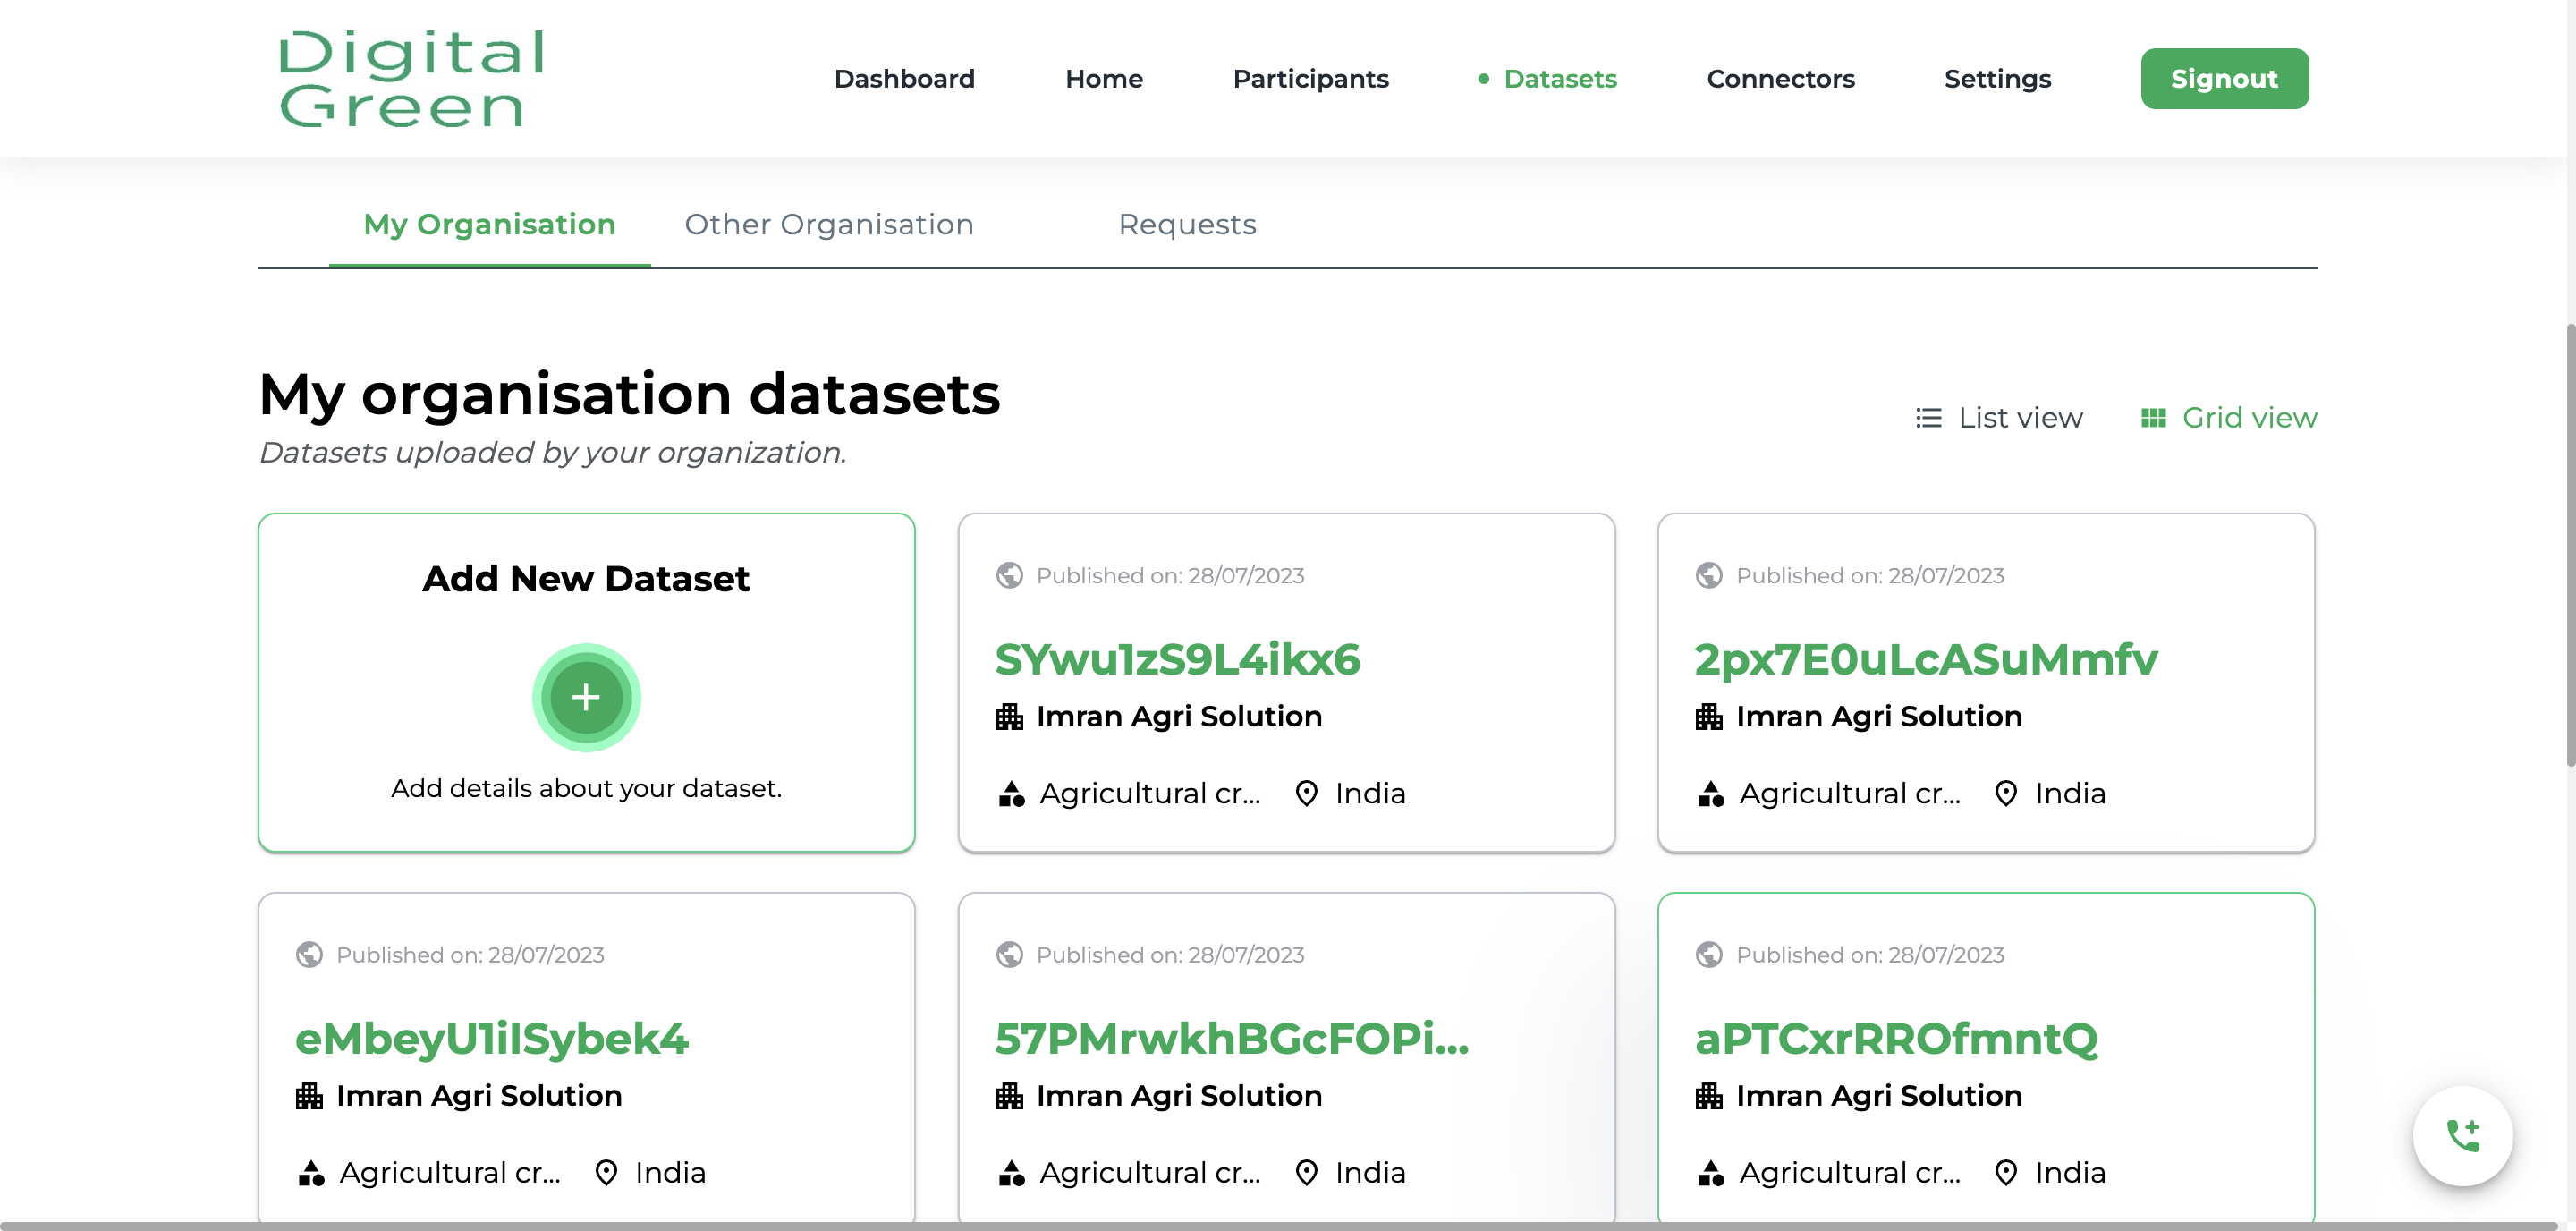 Digital
Green
Dashboard Home Participants Datasets Connectors Settings Signout
My Organisation Other Organisation Requests
My organisation datasets
Datasets uploaded by your organization.
List view Grid view
Add New Dataset
Add details about your dataset.
Published on: 28/07/2023
SYwu1zS9L4ikx6
Imran Agri Solution
Agricultural cr... India
Published on: 28/07/2023
2px7E0uLcASuMmfv
Imran Agri Solution
Agricultural cr... India
Published on: 28/07/2023
eMbeyU1iISybek4
Imran Agri Solution
Agricultural cr... India
Published on: 28/07/2023
57PMrwkhBGcFOPi...
Imran Agri Solution
Agricultural cr... India
Published on: 28/07/2023
aPTCxrRROfmntQ
Imran Agri Solution
Agricultural cr... India